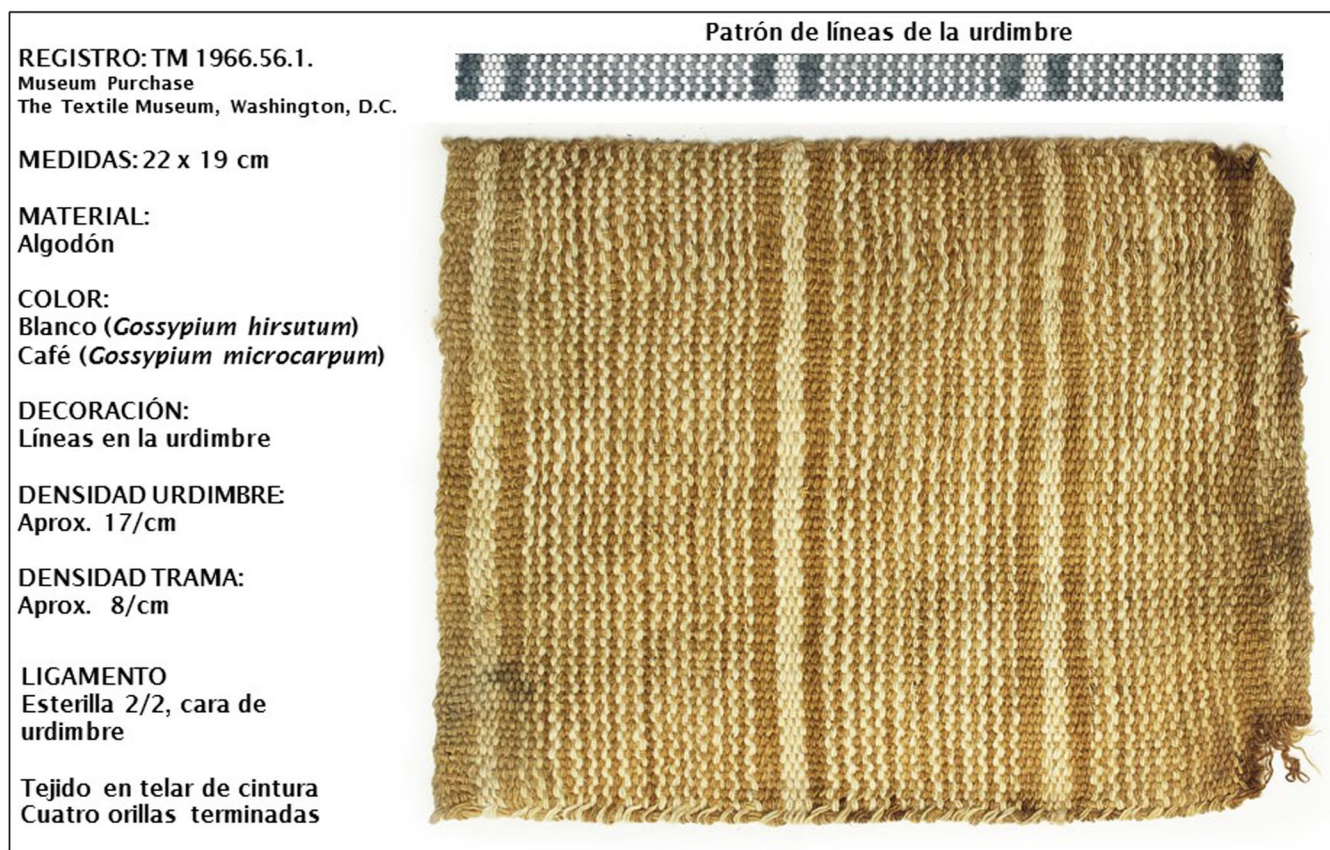 Patrón de líneas de la urdimbre
REGISTRO: TM 1966.56.1.
Museum Purchase
The Textile Museum, Washington, D.C.
MEDIDAS: 22 x 19 cm
MATERIAL:
Algodón
COLOR:
Blanco (Gossypium hirsutum)
Café (Gossypium microcarpum)
DECORACIÓN:
Líneas en la urdimbre
DENSIDAD URDIMBRE:
Aprox. 17/cm
DENSIDAD TRAMA:
Aprox. 8/cm
LIGAMENTO
Esterilla 2/2, cara de
urdimbre
Tejido en telar de cintura
Cuatro orillas terminadas